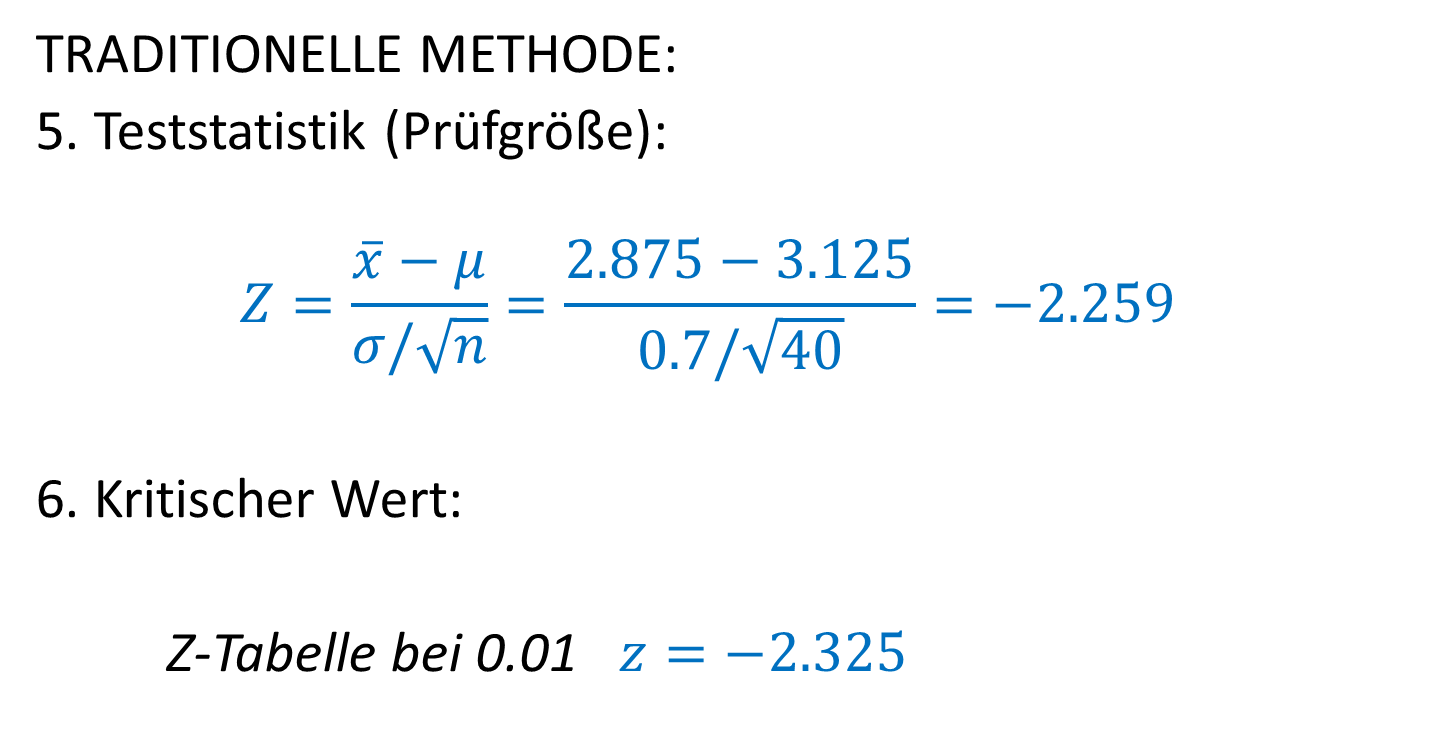 TRADITIONELLE METHODE:
5. Teststatistik (Prüfgröße):
Z = (x̄ − μ)/(σ/√n) = (2.875 − 3.125)/(0.7/√40) = −2.259
6. Kritischer Wert:
Z-Tabelle bei 0.01 z = −2.325